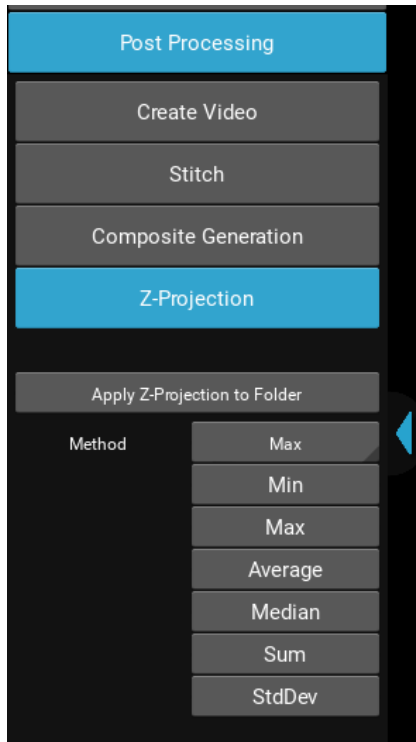 Post Processing
Create Video
Stitch
Composite Generation
Z-Projection
Apply Z-Projection to Folder
Method Max
Min
Max
Average
Median
Sum
StdDev